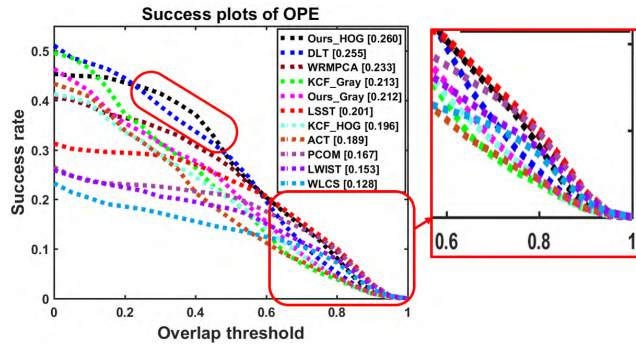 Success plots of OPE
Success rate
0.5
0.4
0.3
0.2
0.1
0
Ours_HOG [0.260]
DLT [0.255]
WRMPCA [0.233]
KCF_Gray [0.213]
Ours_Gray [0.212]
LSST [0.201]
KCF_HOG [0.196]
ACT [0.189]
PCOM [0.167]
LWIST [0.153]
WLCS [0.128]
0 0.2 0.4 0.6 0.8 1
Overlap threshold
0.6 0.8 1